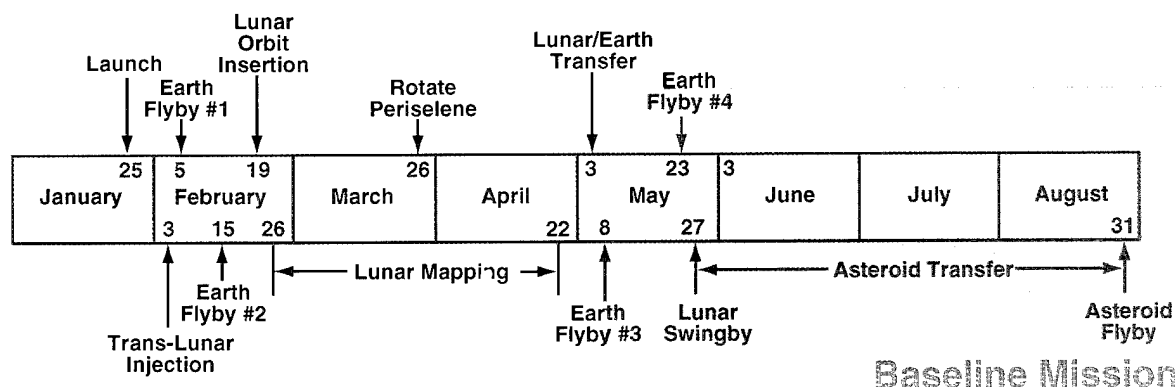 Lunar
Orbit
Insertion
Launch
Earth
Flyby #1
Rotate
Periselene
Lunar/Earth
Transfer
Earth
Flyby #4
25 5 19 26 3 23 3
January February March April May June July August
3 15 26 22 8 27 31
Lunar Mapping
Asteroid Transfer
Earth
Flyby #2
Trans-Lunar
Injection
Earth
Flyby #3
Lunar
Swingby
Asteroid
Flyby
Baseline Mission